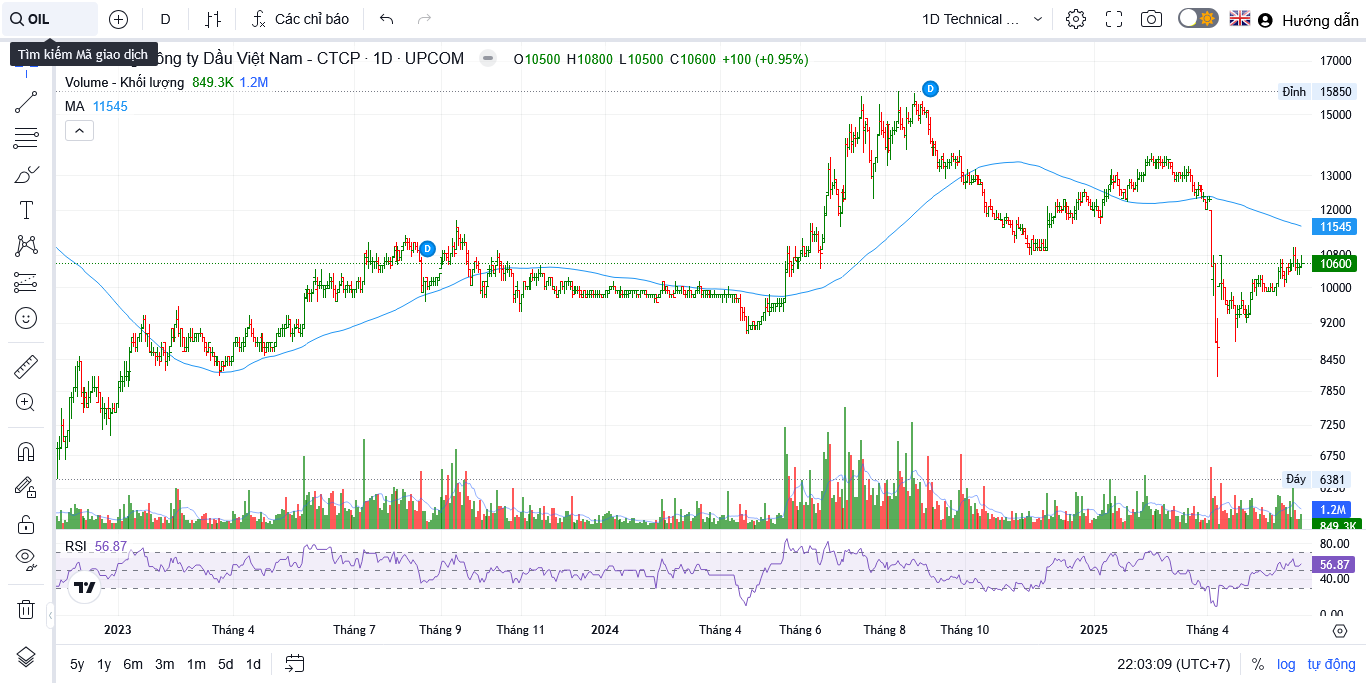 OIL
D
Các chỉ báo
1D Technical ...
Hướng dẫn
Tìm kiếm Mã giao dịch
ông ty Dầu Việt Nam - CTCP · 1D · UPCOM
O10500 H10800 L10500 C10600 +100 (+0.95%)
Volume - Khối lượng 849.3K 1.2M
MA 11545
D
D
17000
Đỉnh 15850
15000
13000
12000
11545
10800
10600
10000
9200
8450
7850
7250
6750
Đáy 6381
6250
1.2M
849.3K
RSI 56.87
80.00
56.87
40.00
0.00
2023 Tháng 4 Tháng 7 Tháng 9 Tháng 11 2024 Tháng 4 Tháng 6 Tháng 8 Tháng 10 2025 Tháng 4
5y 1y 6m 3m 1m 5d 1d
22:03:09 (UTC+7) % log tự động